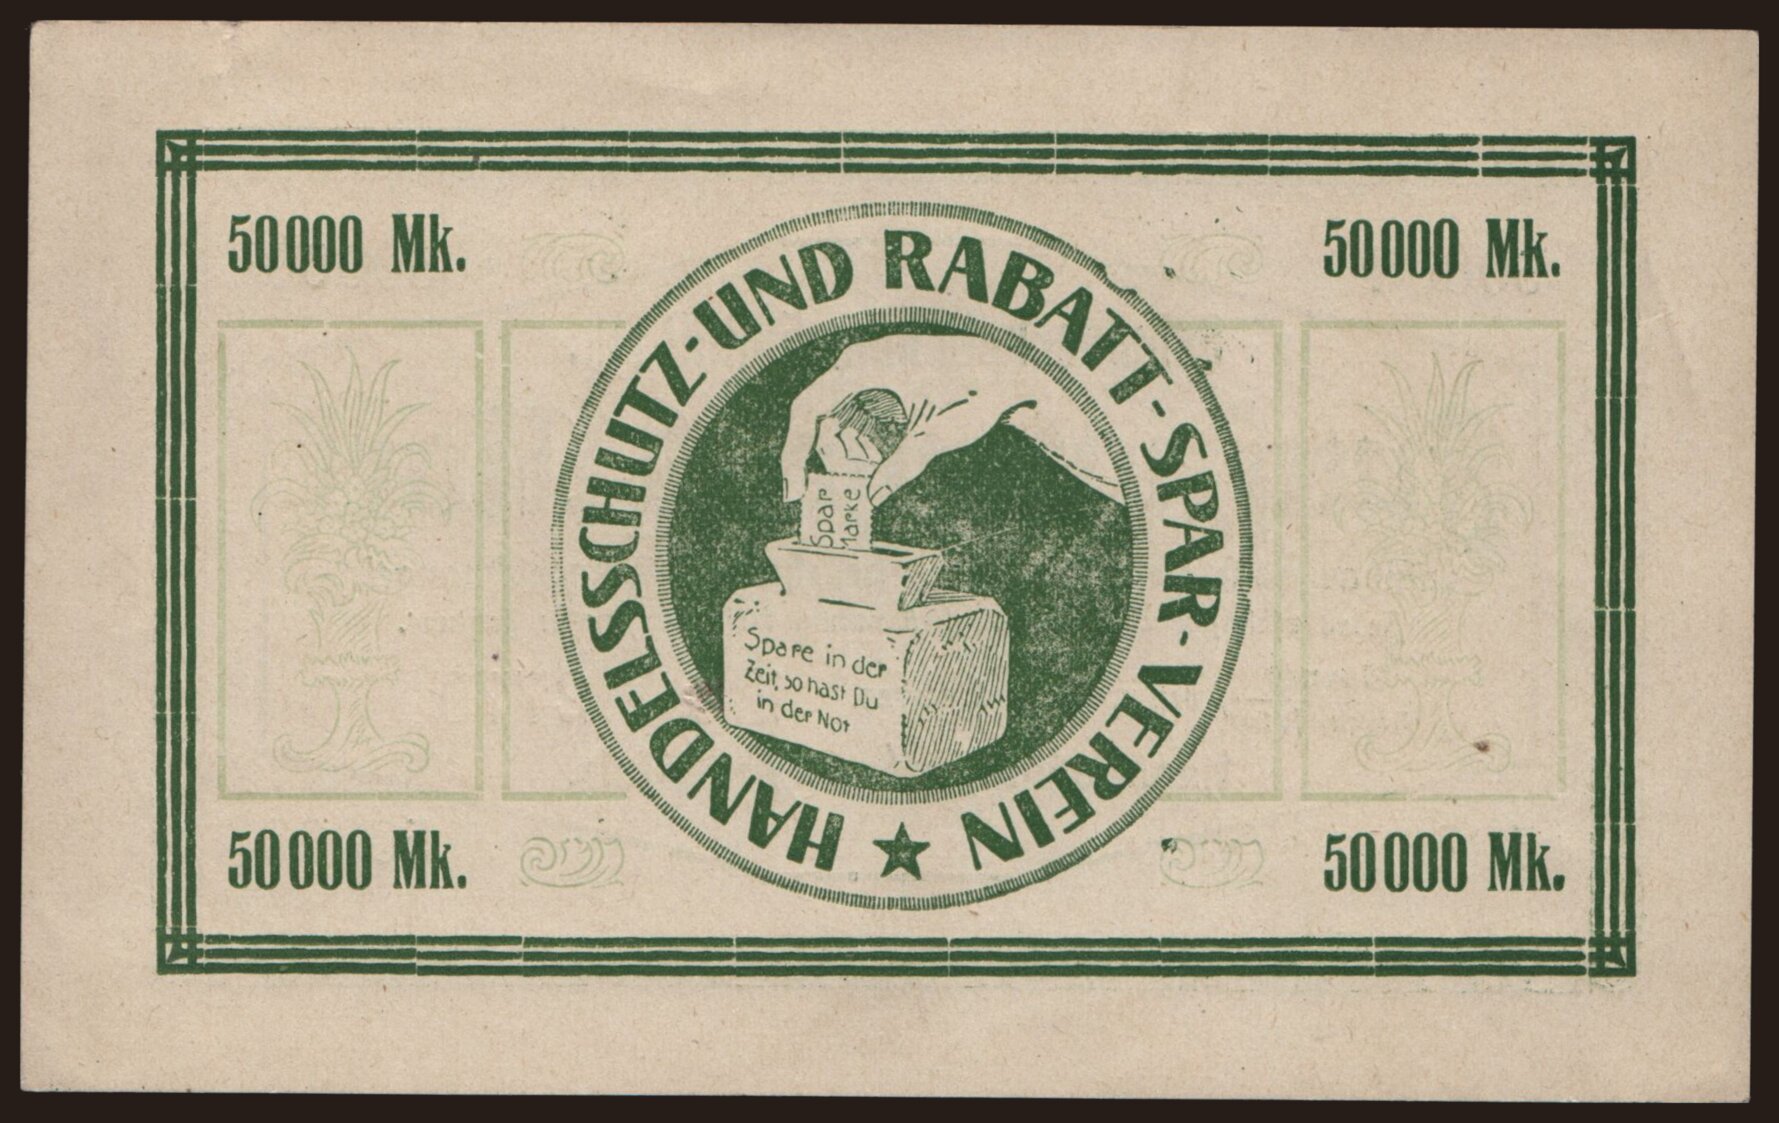 50000 Mk.
50000 Mk.
HANDELSSCHUTZ-UND RABATT-SPAR-VEREIN
Spar
Marke
Spare in der
Zeit, so hast Du
in der Not
50000 Mk.
50000 Mk.